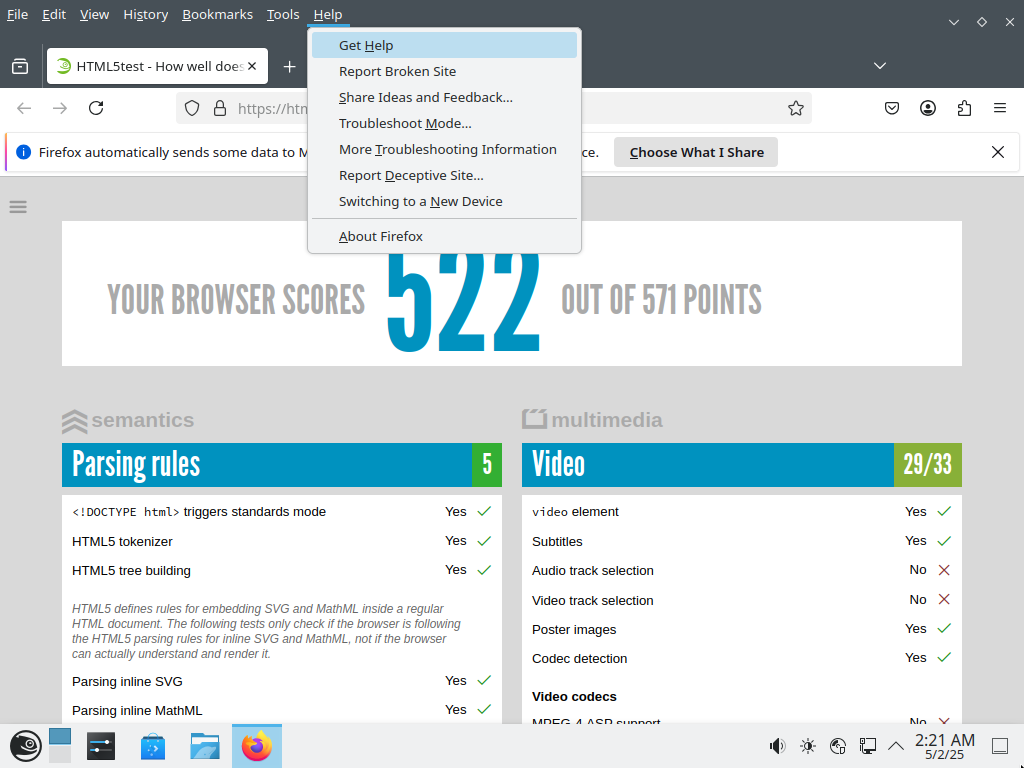 File Edit View History Bookmarks Tools Help
HTML5test - How well does
https://htm
Get Help
Report Broken Site
Share Ideas and Feedback...
Troubleshoot Mode...
More Troubleshooting Information
Report Deceptive Site...
Switching to a New Device
About Firefox
Firefox automatically sends some data to M
ce.
Choose What I Share
YOUR BROWSER SCORES 522 OUT OF 571 POINTS
semantics
Parsing rules 5
<!DOCTYPE html> triggers standards mode Yes
HTML5 tokenizer Yes
HTML5 tree building Yes
HTML5 defines rules for embedding SVG and MathML inside a regular
HTML document. The following tests only check if the browser is following
the HTML5 parsing rules for inline SVG and MathML, not if the browser
can actually understand and render it.
Parsing inline SVG Yes
Parsing inline MathML Yes
multimedia
Video 29/33
video element Yes
Subtitles Yes
Audio track selection No
Video track selection No
Poster images Yes
Codec detection Yes
Video codecs
MPEG-4 ASP support No
2:21 AM
5/2/25